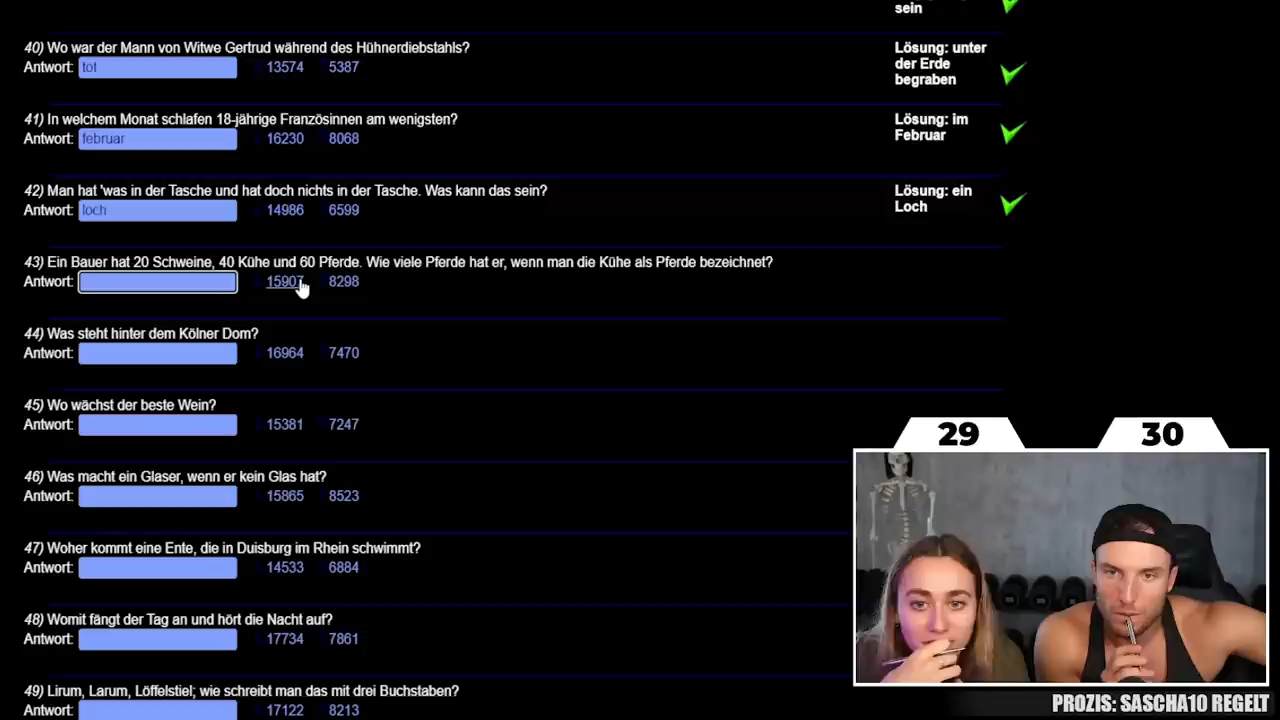 sein
40) Wo war der Mann von Witwe Gertrud während des Hühnerdiebstahls?
Antwort: tot 13574 5387
Lösung: unter
der Erde
begraben
41) In welchem Monat schlafen 18-jährige Französinnen am wenigsten?
Antwort: februar 16230 8068
Lösung: im
Februar
42) Man hat 'was in der Tasche und hat doch nichts in der Tasche. Was kann das sein?
Antwort: loch 14986 6599
Lösung: ein
Loch
43) Ein Bauer hat 20 Schweine, 40 Kühe und 60 Pferde. Wie viele Pferde hat er, wenn man die Kühe als Pferde bezeichnet?
Antwort: 15907 8298
44) Was steht hinter dem Kölner Dom?
Antwort: 16964 7470
45) Wo wächst der beste Wein?
Antwort: 15381 7247
46) Was macht ein Glaser, wenn er kein Glas hat?
Antwort: 15865 8523
47) Woher kommt eine Ente, die in Duisburg im Rhein schwimmt?
Antwort: 14533 6884
48) Womit fängt der Tag an und hört die Nacht auf?
Antwort: 17734 7861
49) Lirum, Larum, Löffelstiel; wie schreibt man das mit drei Buchstaben?
Antwort: 17122 8213
29 30
PROZIS: SASCHA10 REGELT